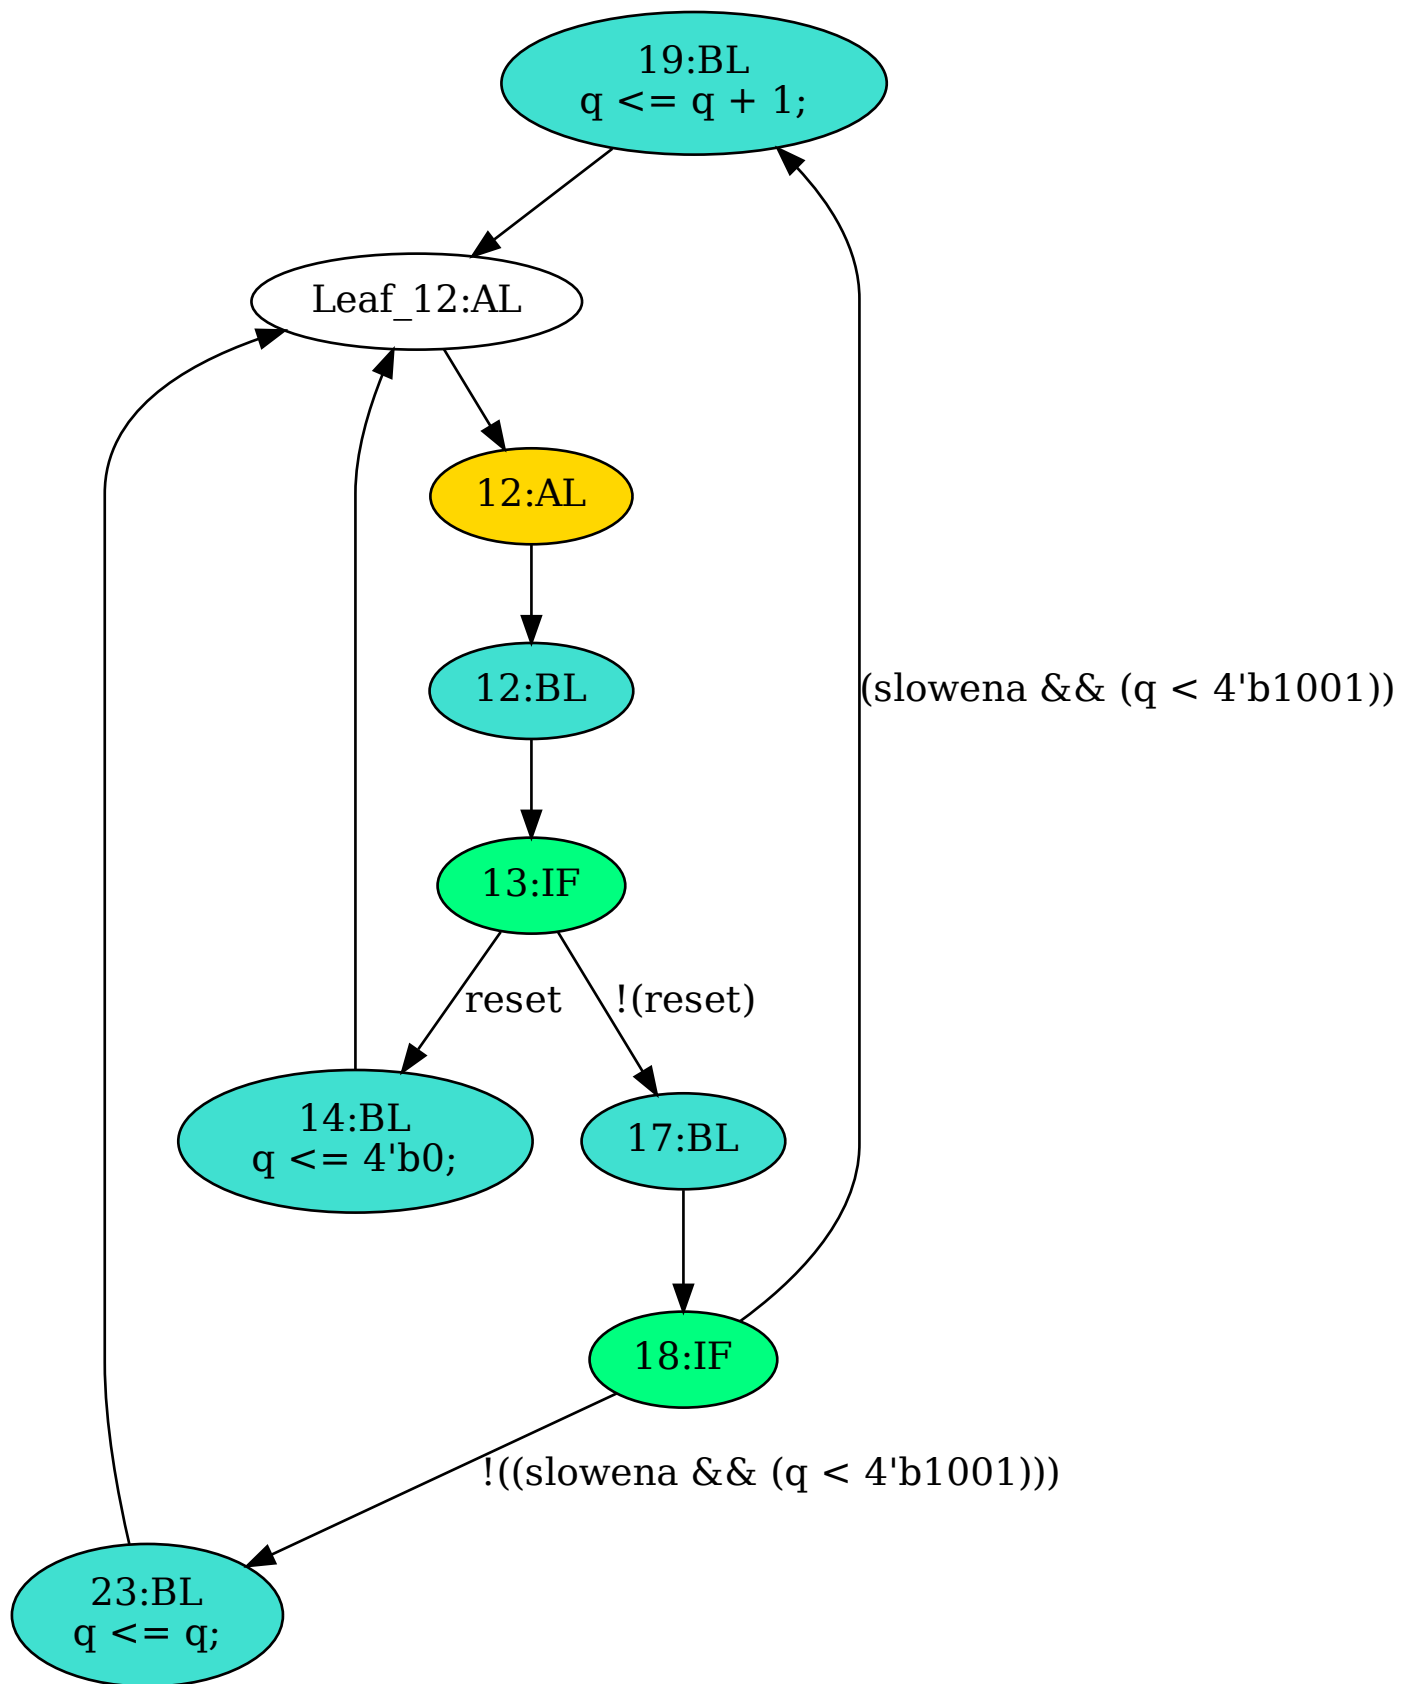 19:BL
q <= q + 1;
Leaf_12:AL
12:AL
12:BL
(slowena && (q < 4'b1001))
13:IF
reset
!(reset)
14:BL
q <= 4'b0;
17:BL
18:IF
!((slowena && (q < 4'b1001)))
23:BL
q <= q;